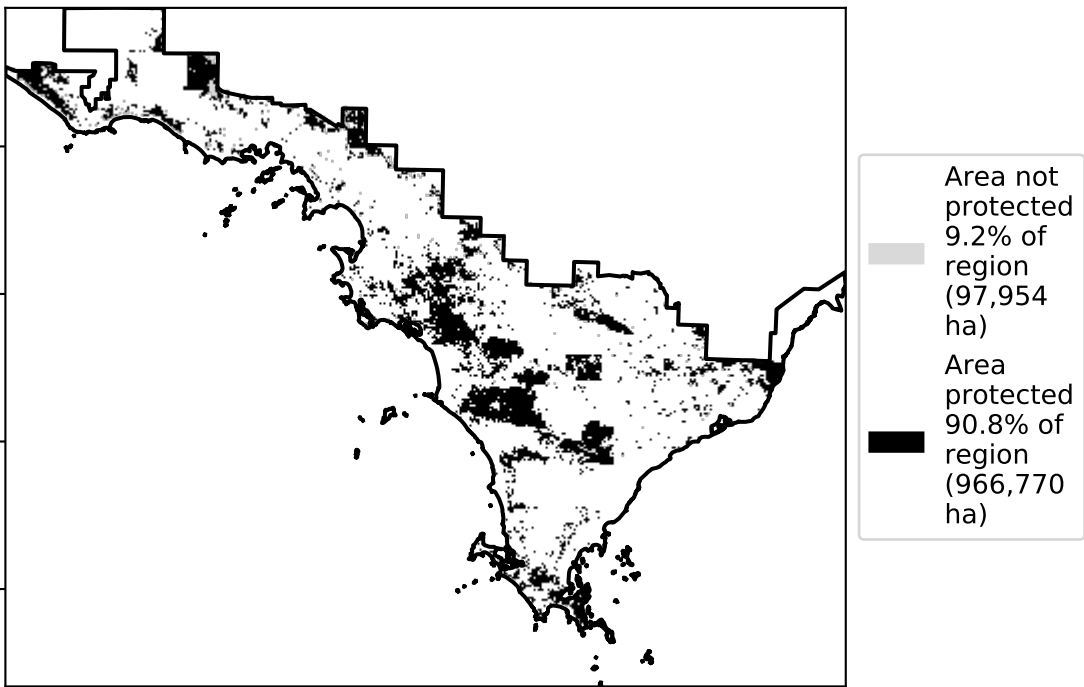 Area not
protected
9.2% of
region
(97,954
ha)
Area
protected
90.8% of
region
(966,770
ha)